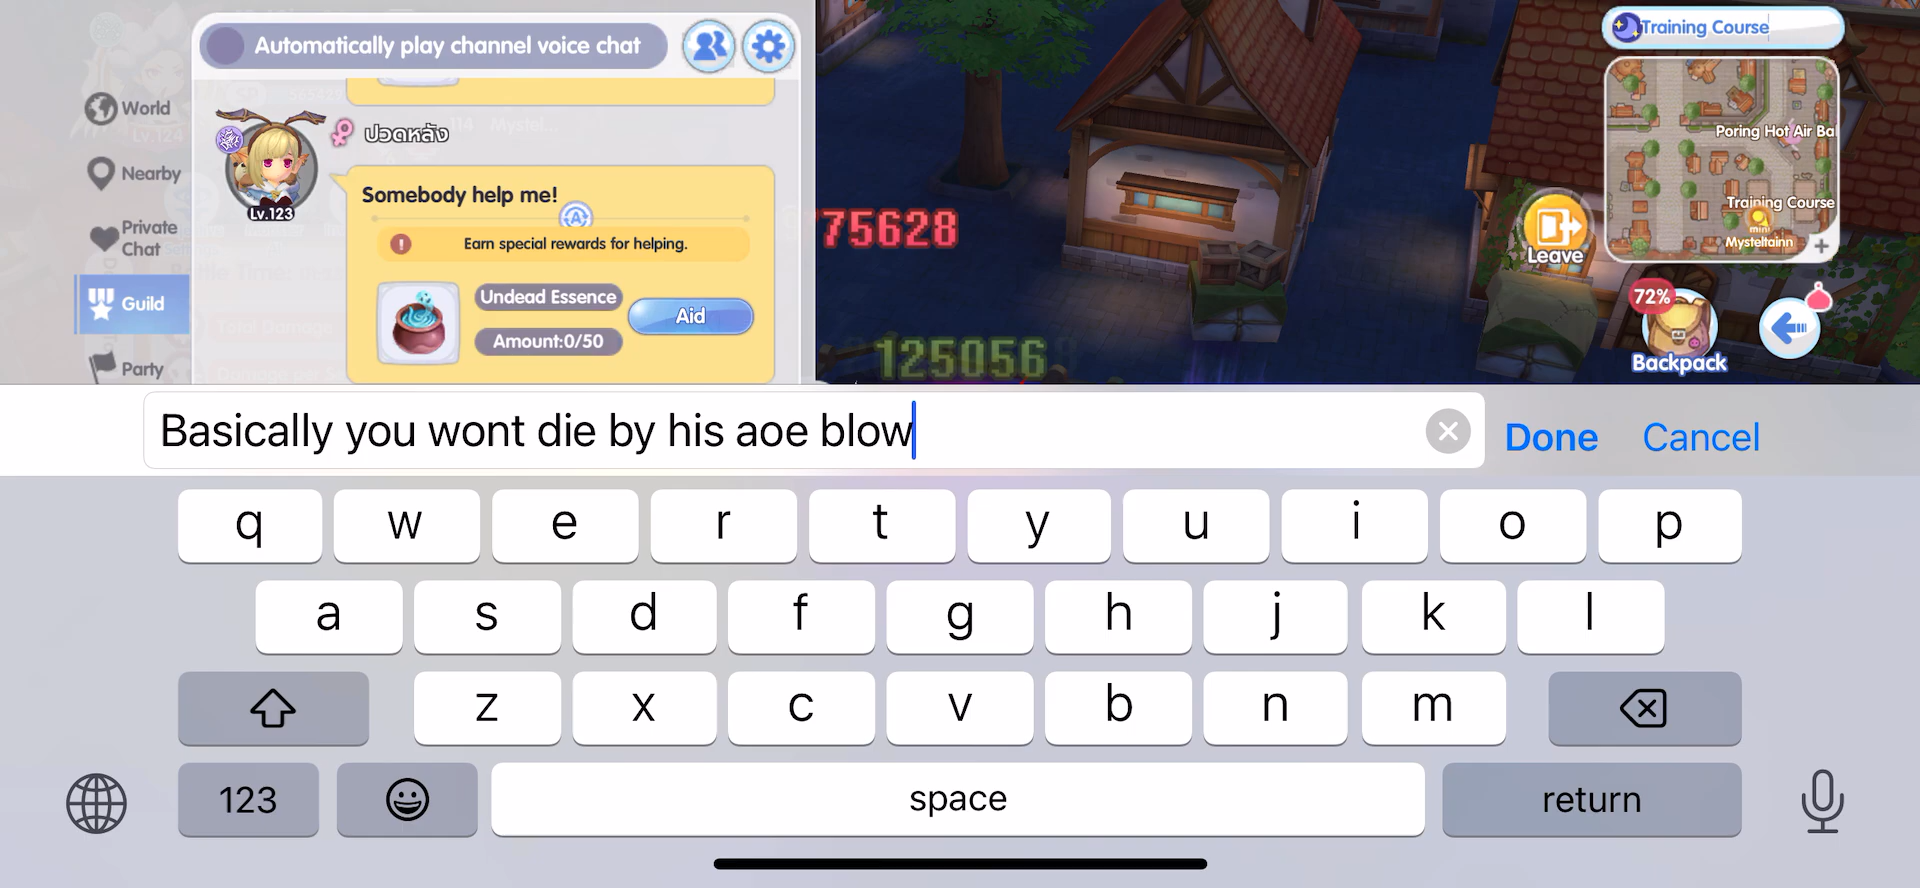 Automatically play channel voice chat
World
Nearby
Private
Chat
Guild
Party
ปวดหลัง
Lv.123
Somebody help me!
Earn special rewards for helping.
Undead Essence
Amount:0/50
Aid
75628
125056
Training Course
Poring Hot Air Ba
Training Course
mini
Mysteltainn
Leave
72%
Backpack
Basically you wont die by his aoe blow
Done
Cancel
q w e r t y u i o p
a s d f g h j k l
z x c v b n m
123
space
return